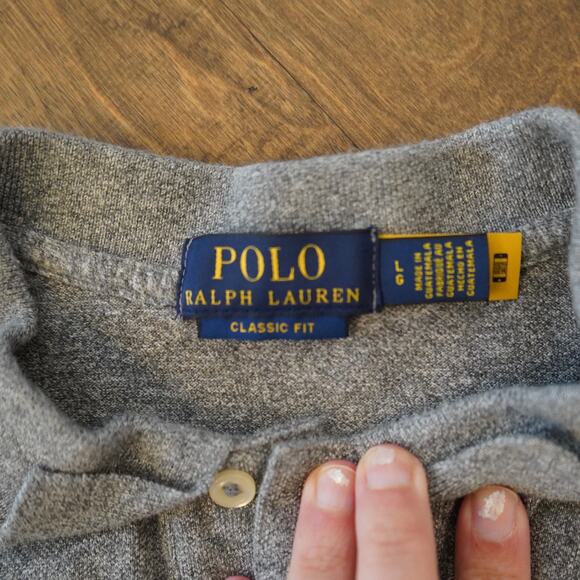 POLO
RALPH LAUREN
CLASSIC FIT
L
G
MADE IN
GUATEMALA
FABRIQUÉ AU
GUATEMALA
HECHO EN
GUATEMALA